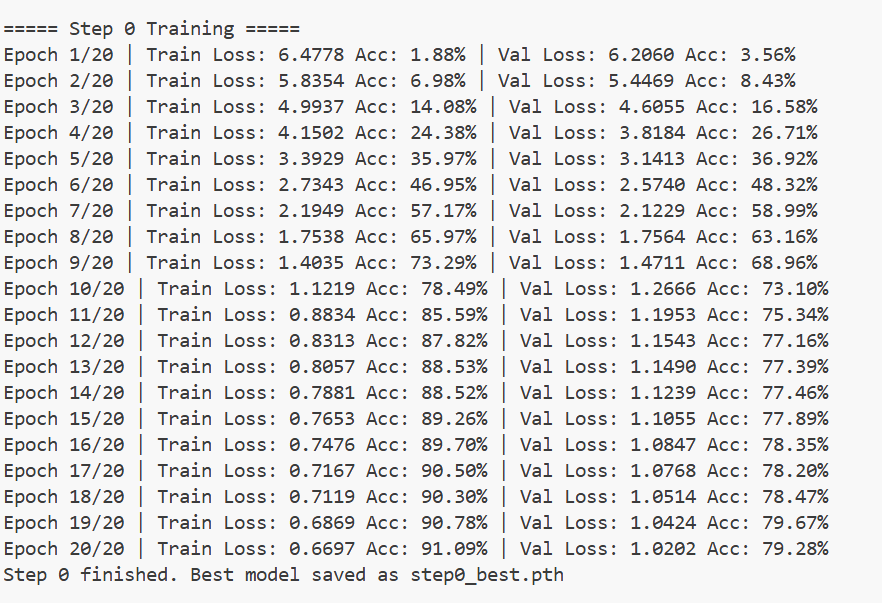 ===== Step 0 Training =====
Epoch 1/20 | Train Loss: 6.4778 Acc: 1.88% | Val Loss: 6.2060 Acc: 3.56%
Epoch 2/20 | Train Loss: 5.8354 Acc: 6.98% | Val Loss: 5.4469 Acc: 8.43%
Epoch 3/20 | Train Loss: 4.9937 Acc: 14.08% | Val Loss: 4.6055 Acc: 16.58%
Epoch 4/20 | Train Loss: 4.1502 Acc: 24.38% | Val Loss: 3.8184 Acc: 26.71%
Epoch 5/20 | Train Loss: 3.3929 Acc: 35.97% | Val Loss: 3.1413 Acc: 36.92%
Epoch 6/20 | Train Loss: 2.7343 Acc: 46.95% | Val Loss: 2.5740 Acc: 48.32%
Epoch 7/20 | Train Loss: 2.1949 Acc: 57.17% | Val Loss: 2.1229 Acc: 58.99%
Epoch 8/20 | Train Loss: 1.7538 Acc: 65.97% | Val Loss: 1.7564 Acc: 63.16%
Epoch 9/20 | Train Loss: 1.4035 Acc: 73.29% | Val Loss: 1.4711 Acc: 68.96%
Epoch 10/20 | Train Loss: 1.1219 Acc: 78.49% | Val Loss: 1.2666 Acc: 73.10%
Epoch 11/20 | Train Loss: 0.8834 Acc: 85.59% | Val Loss: 1.1953 Acc: 75.34%
Epoch 12/20 | Train Loss: 0.8313 Acc: 87.82% | Val Loss: 1.1543 Acc: 77.16%
Epoch 13/20 | Train Loss: 0.8057 Acc: 88.53% | Val Loss: 1.1490 Acc: 77.39%
Epoch 14/20 | Train Loss: 0.7881 Acc: 88.52% | Val Loss: 1.1239 Acc: 77.46%
Epoch 15/20 | Train Loss: 0.7653 Acc: 89.26% | Val Loss: 1.1055 Acc: 77.89%
Epoch 16/20 | Train Loss: 0.7476 Acc: 89.70% | Val Loss: 1.0847 Acc: 78.35%
Epoch 17/20 | Train Loss: 0.7167 Acc: 90.50% | Val Loss: 1.0768 Acc: 78.20%
Epoch 18/20 | Train Loss: 0.7119 Acc: 90.30% | Val Loss: 1.0514 Acc: 78.47%
Epoch 19/20 | Train Loss: 0.6869 Acc: 90.78% | Val Loss: 1.0424 Acc: 79.67%
Epoch 20/20 | Train Loss: 0.6697 Acc: 91.09% | Val Loss: 1.0202 Acc: 79.28%
Step 0 finished. Best model saved as step0_best.pth